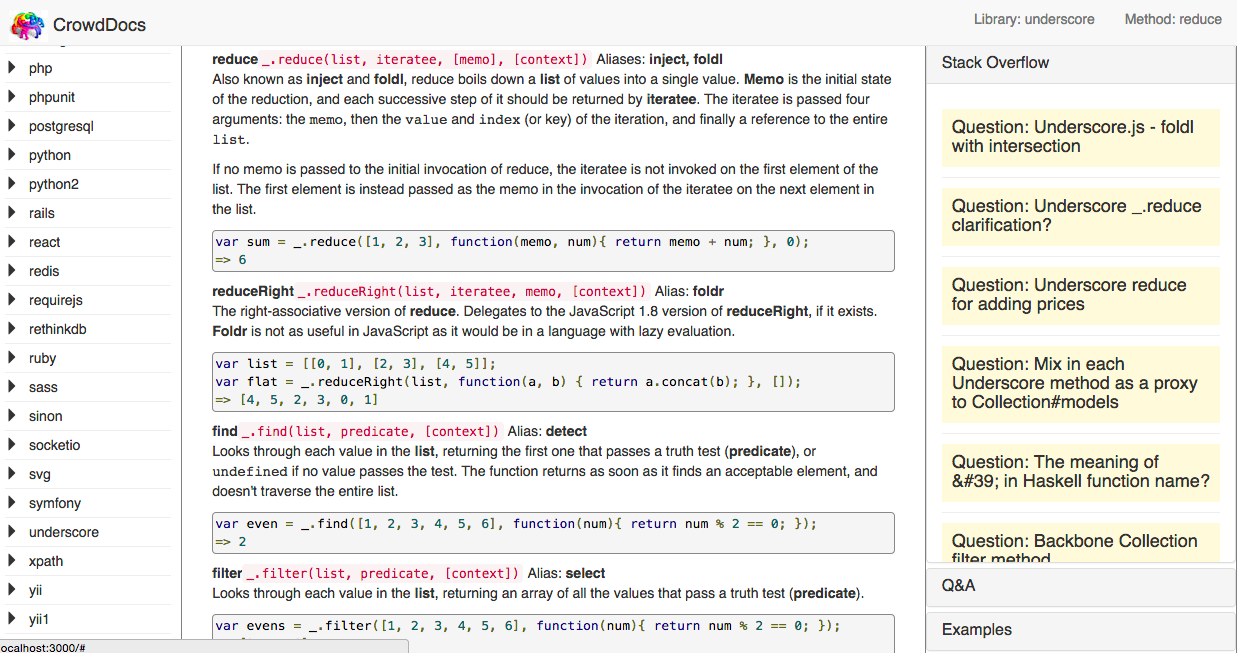 CrowdDocs
Library: underscore
Method: reduce
php
phpunit
postgresql
python
python2
rails
react
redis
requirejs
rethinkdb
ruby
sass
sinon
socketio
svg
symfony
underscore
xpath
yii
yii1
localhost:3000/#
reduce _.reduce(list, iteratee, [memo], [context]) Aliases: inject, foldl
Also known as inject and foldl, reduce boils down a list of values into a single value. Memo is the initial state
of the reduction, and each successive step of it should be returned by iteratee. The iteratee is passed four
arguments: the memo, then the value and index (or key) of the iteration, and finally a reference to the entire
list.
If no memo is passed to the initial invocation of reduce, the iteratee is not invoked on the first element of the
list. The first element is instead passed as the memo in the invocation of the iteratee on the next element in
the list.
var sum = _.reduce([1, 2, 3], function(memo, num){ return memo + num; }, 0);
=> 6
reduceRight _.reduceRight(list, iteratee, memo, [context]) Alias: foldr
The right-associative version of reduce. Delegates to the JavaScript 1.8 version of reduceRight, if it exists.
Foldr is not as useful in JavaScript as it would be in a language with lazy evaluation.
var list = [[0, 1], [2, 3], [4, 5]];
var flat = _.reduceRight(list, function(a, b) { return a.concat(b); }, []);
=> [4, 5, 2, 3, 0, 1]
find _.find(list, predicate, [context]) Alias: detect
Looks through each value in the list, returning the first one that passes a truth test (predicate), or
undefined if no value passes the test. The function returns as soon as it finds an acceptable element, and
doesn't traverse the entire list.
var even = _.find([1, 2, 3, 4, 5, 6], function(num){ return num % 2 == 0; });
=> 2
filter _.filter(list, predicate, [context]) Alias: select
Looks through each value in the list, returning an array of all the values that pass a truth test (predicate).
var evens = _.filter([1, 2, 3, 4, 5, 6], function(num){ return num % 2 == 0; });
Stack Overflow
Question: Underscore.js - foldl
with intersection
Question: Underscore _.reduce
clarification?
Question: Underscore reduce
for adding prices
Question: Mix in each
Underscore method as a proxy
to Collection#models
Question: The meaning of
&#39; in Haskell function name?
Question: Backbone Collection
filter method
Q&A
Examples